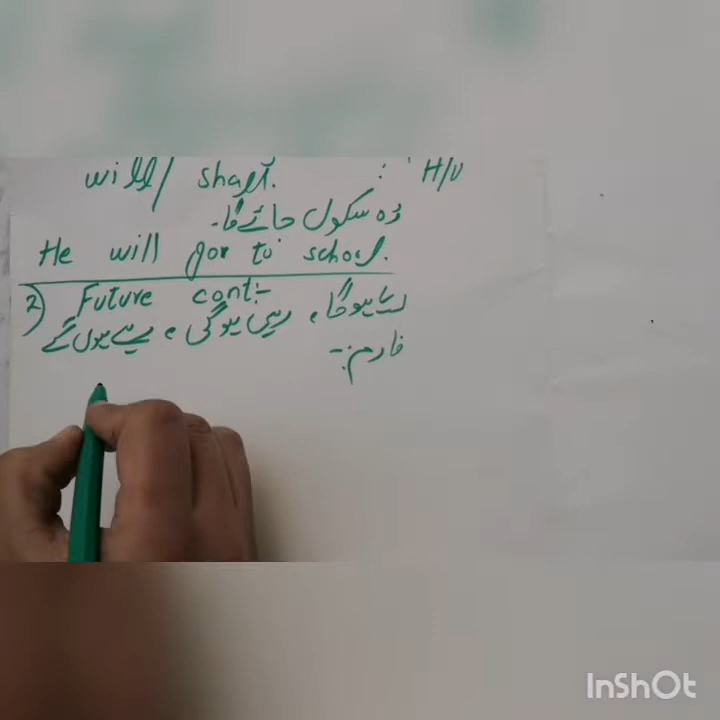 will/ shall. : H/V
وہ سکول جائے گا۔
He will gor to school.
2) Future cont:-
رہا ہوگا، رہی ہوگی، رہے ہوں گے
فارم:-
InShOt